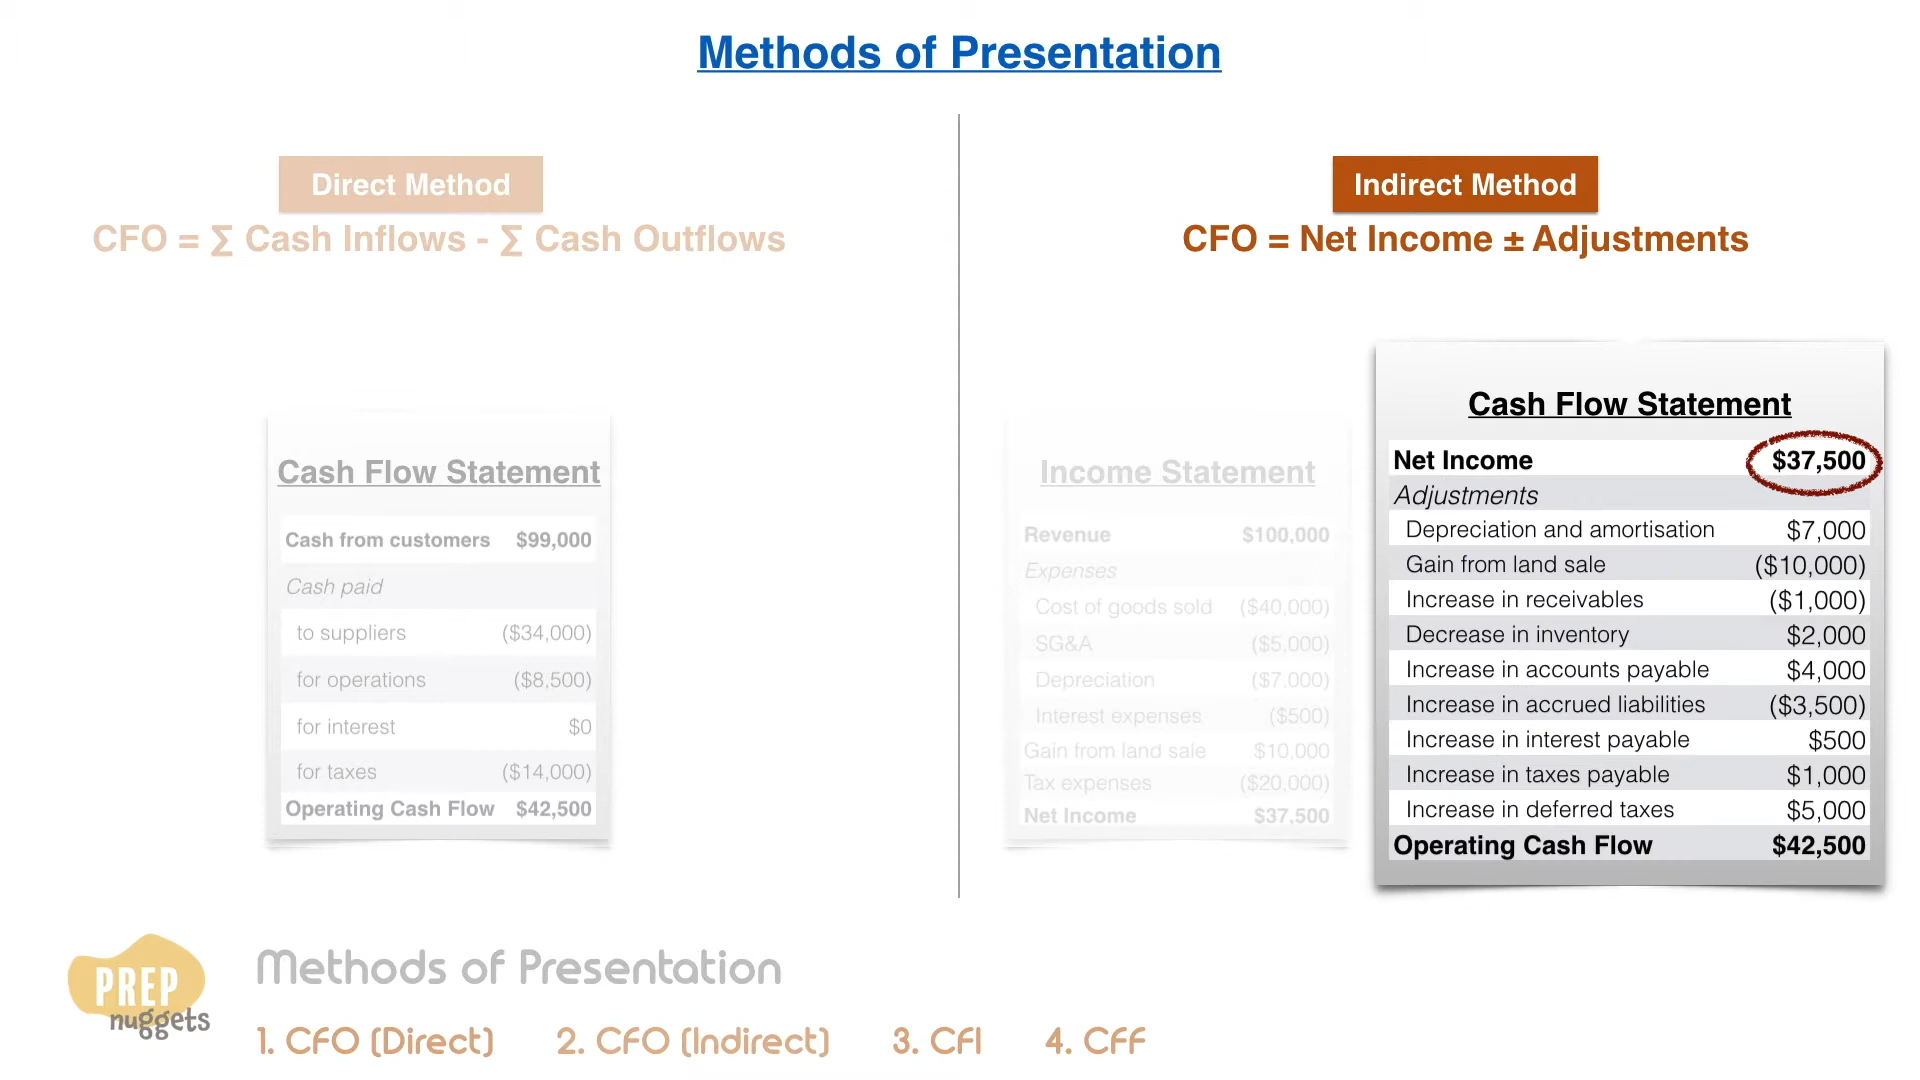 Methods of Presentation
Direct Method
CFO = ∑ Cash Inflows - ∑ Cash Outflows
Cash Flow Statement
Cash from customers $99,000
Cash paid
to suppliers ($34,000)
for operations ($8,500)
for interest $0
for taxes ($14,000)
Operating Cash Flow $42,500
Indirect Method
CFO = Net Income ± Adjustments
Income Statement
Revenue $100,000
Expenses
Cost of goods sold ($40,000)
SG&A ($5,000)
Depreciation ($7,000)
Interest expenses ($500)
Gain from land sale $10,000
Tax expenses ($20,000)
Net Income $37,500
Cash Flow Statement
Net Income $37,500
Adjustments
Depreciation and amortisation $7,000
Gain from land sale ($10,000)
Increase in receivables ($1,000)
Decrease in inventory $2,000
Increase in accounts payable $4,000
Increase in accrued liabilities ($3,500)
Increase in interest payable $500
Increase in taxes payable $1,000
Increase in deferred taxes $5,000
Operating Cash Flow $42,500
PREP
nuggets
Methods of Presentation
1. CFO (Direct) 2. CFO (Indirect) 3. CFI 4. CFF